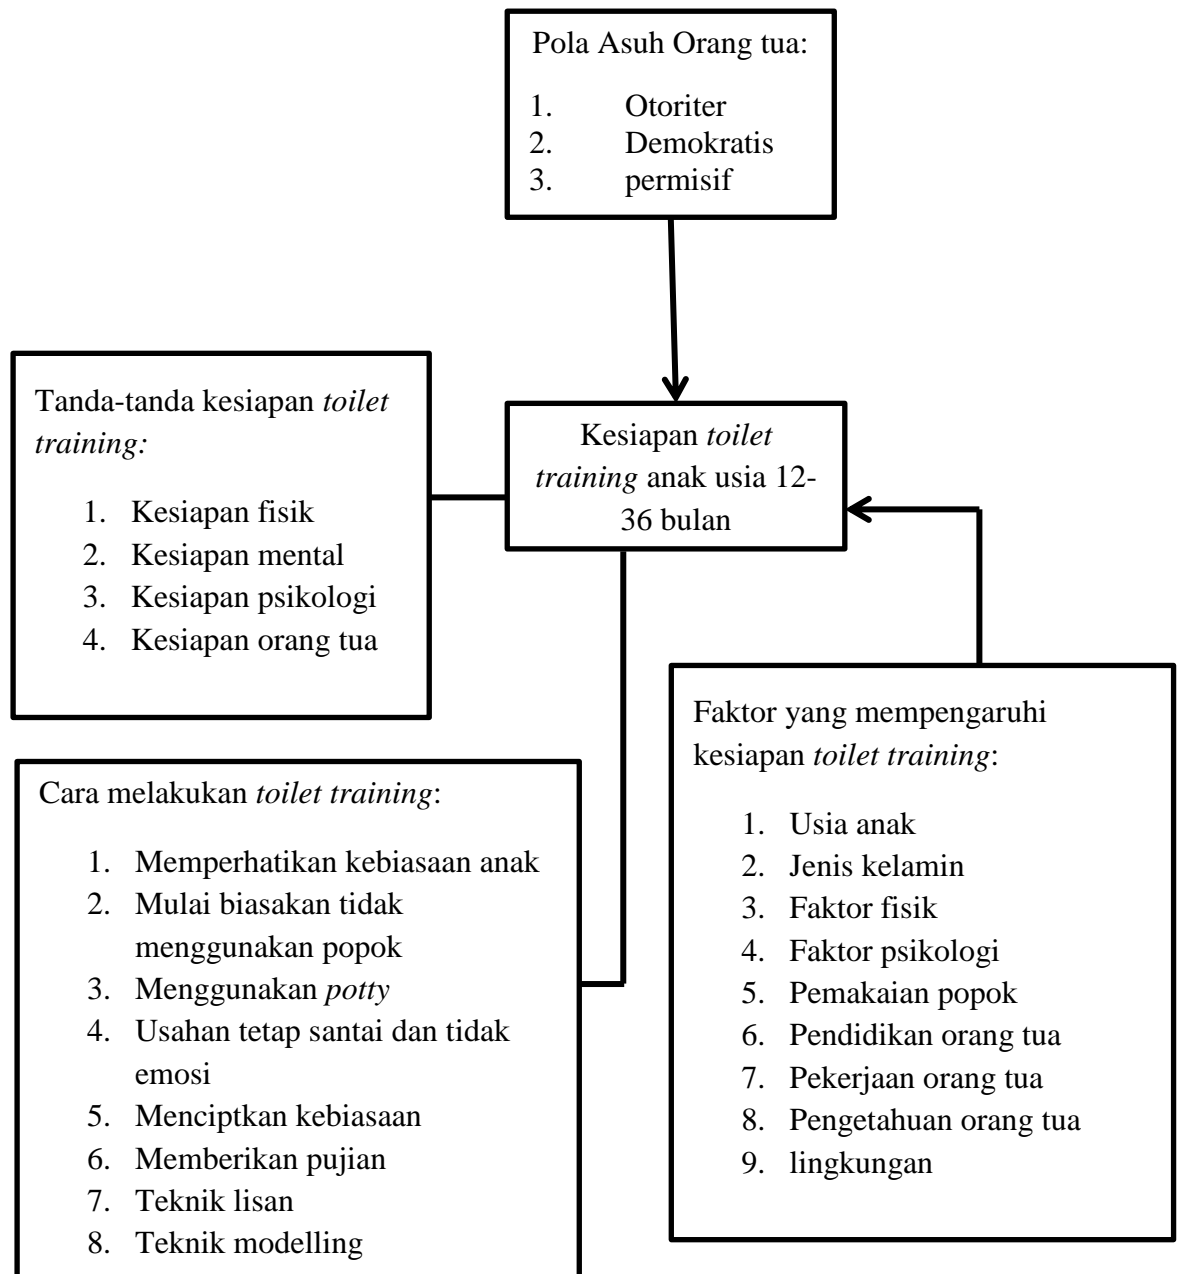 Pola Asuh Orang tua:
1. Otoriter
2. Demokratis
3. permisif
Tanda-tanda kesiapan toilet
training:
1. Kesiapan fisik
2. Kesiapan mental
3. Kesiapan psikologi
4. Kesiapan orang tua
Kesiapan toilet
training anak usia 12-
36 bulan
Cara melakukan toilet training:
1. Memperhatikan kebiasaan anak
2. Mulai biasakan tidak
menggunakan popok
3. Menggunakan potty
4. Usahan tetap santai dan tidak
emosi
5. Menciptkan kebiasaan
6. Memberikan pujian
7. Teknik lisan
8. Teknik modelling
Faktor yang mempengaruhi
kesiapan toilet training:
1. Usia anak
2. Jenis kelamin
3. Faktor fisik
4. Faktor psikologi
5. Pemakaian popok
6. Pendidikan orang tua
7. Pekerjaan orang tua
8. Pengetahuan orang tua
9. lingkungan